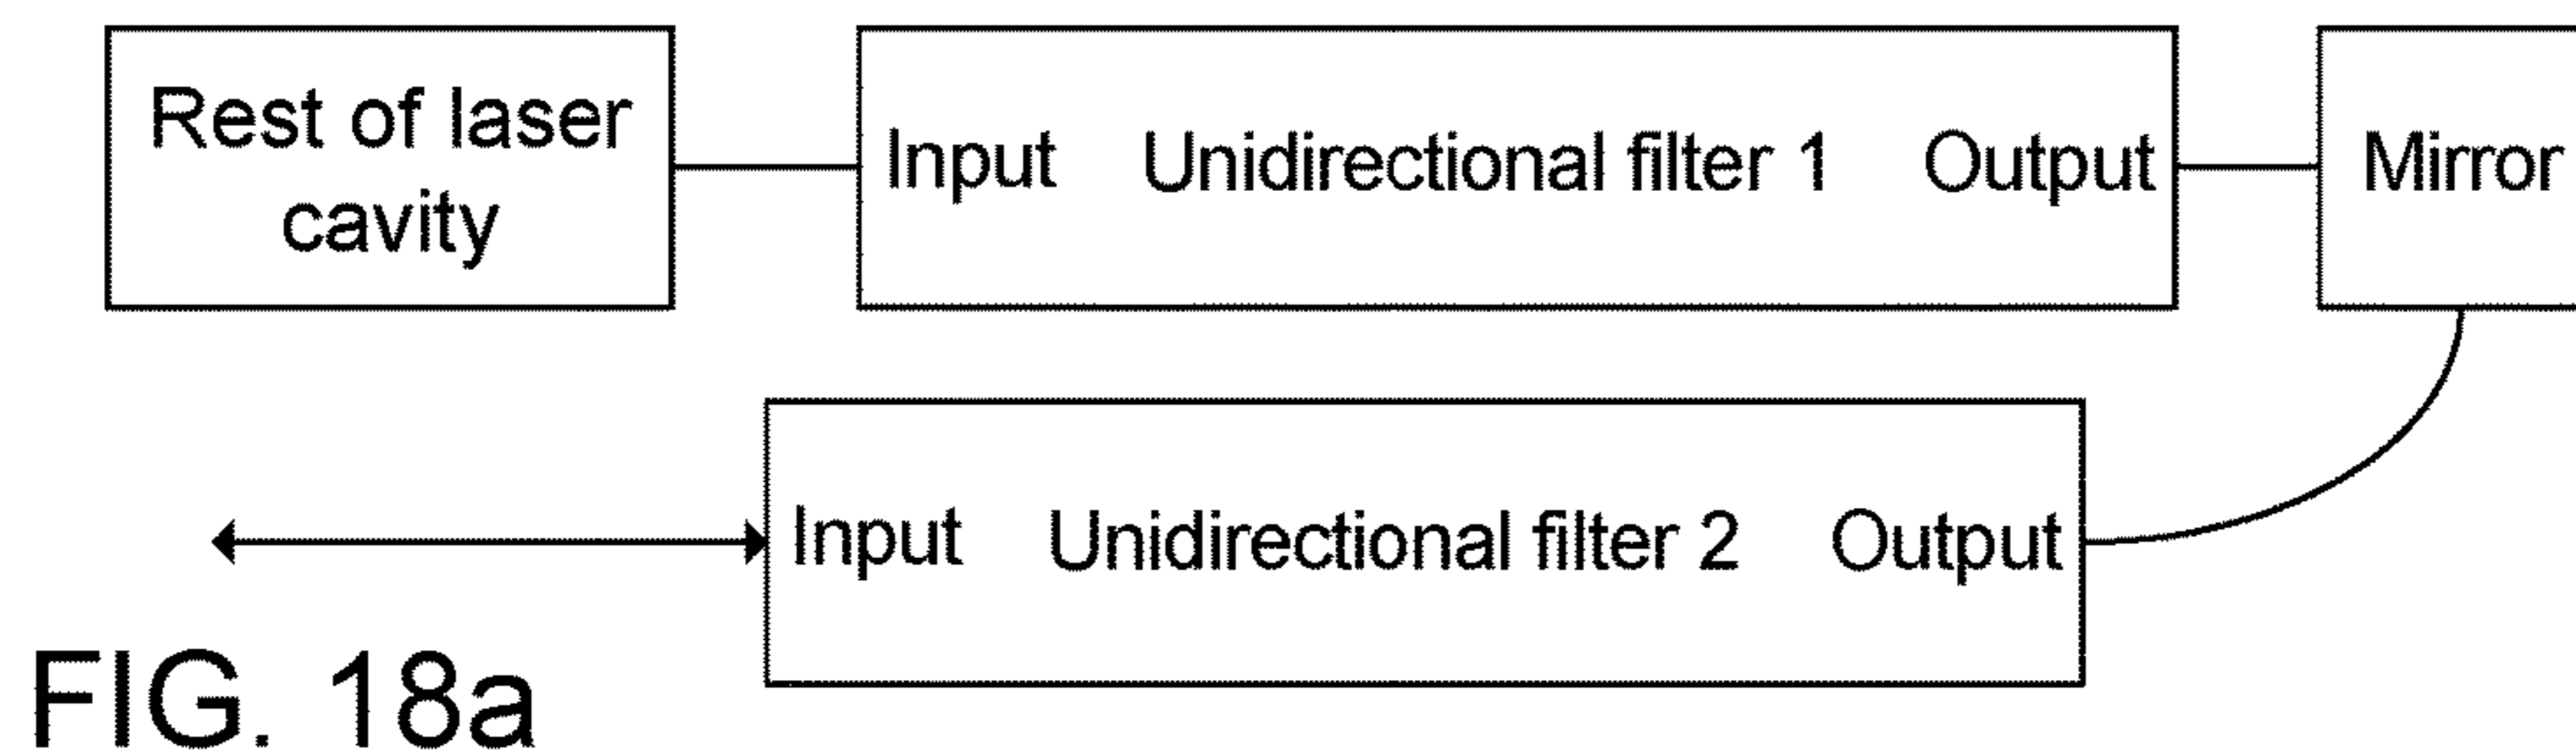 Rest of laser
cavity
Input Unidirectional filter 1 Output
Mirror
Input Unidirectional filter 2 Output
FIG. 18a